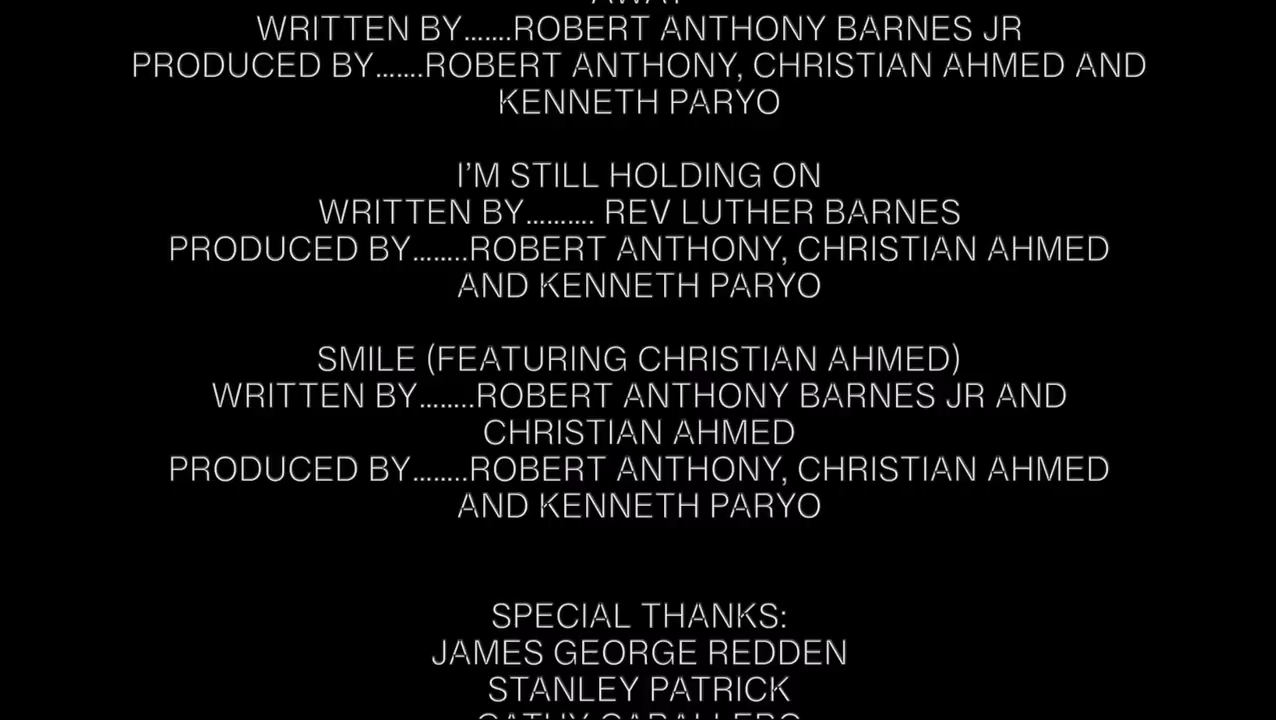 WRITTEN BY…....ROBERT ANTHONY BARNES JR
PRODUCED BY…….ROBERT ANTHONY, CHRISTIAN AHMED AND
KENNETH PARYO
I'M STILL HOLDING ON
WRITTEN BY………. REV LUTHER BARNES
PRODUCED BY……..ROBERT ANTHONY, CHRISTIAN AHMED
AND KENNETH PARYO
SMILE (FEATURING CHRISTIAN AHMED)
WRITTEN BY……..ROBERT ANTHONY BARNES JR AND
CHRISTIAN AHMED
PRODUCED BY……..ROBERT ANTHONY, CHRISTIAN AHMED
AND KENNETH PARYO
SPECIAL THANKS:
JAMES GEORGE REDDEN
STANLEY PATRICK